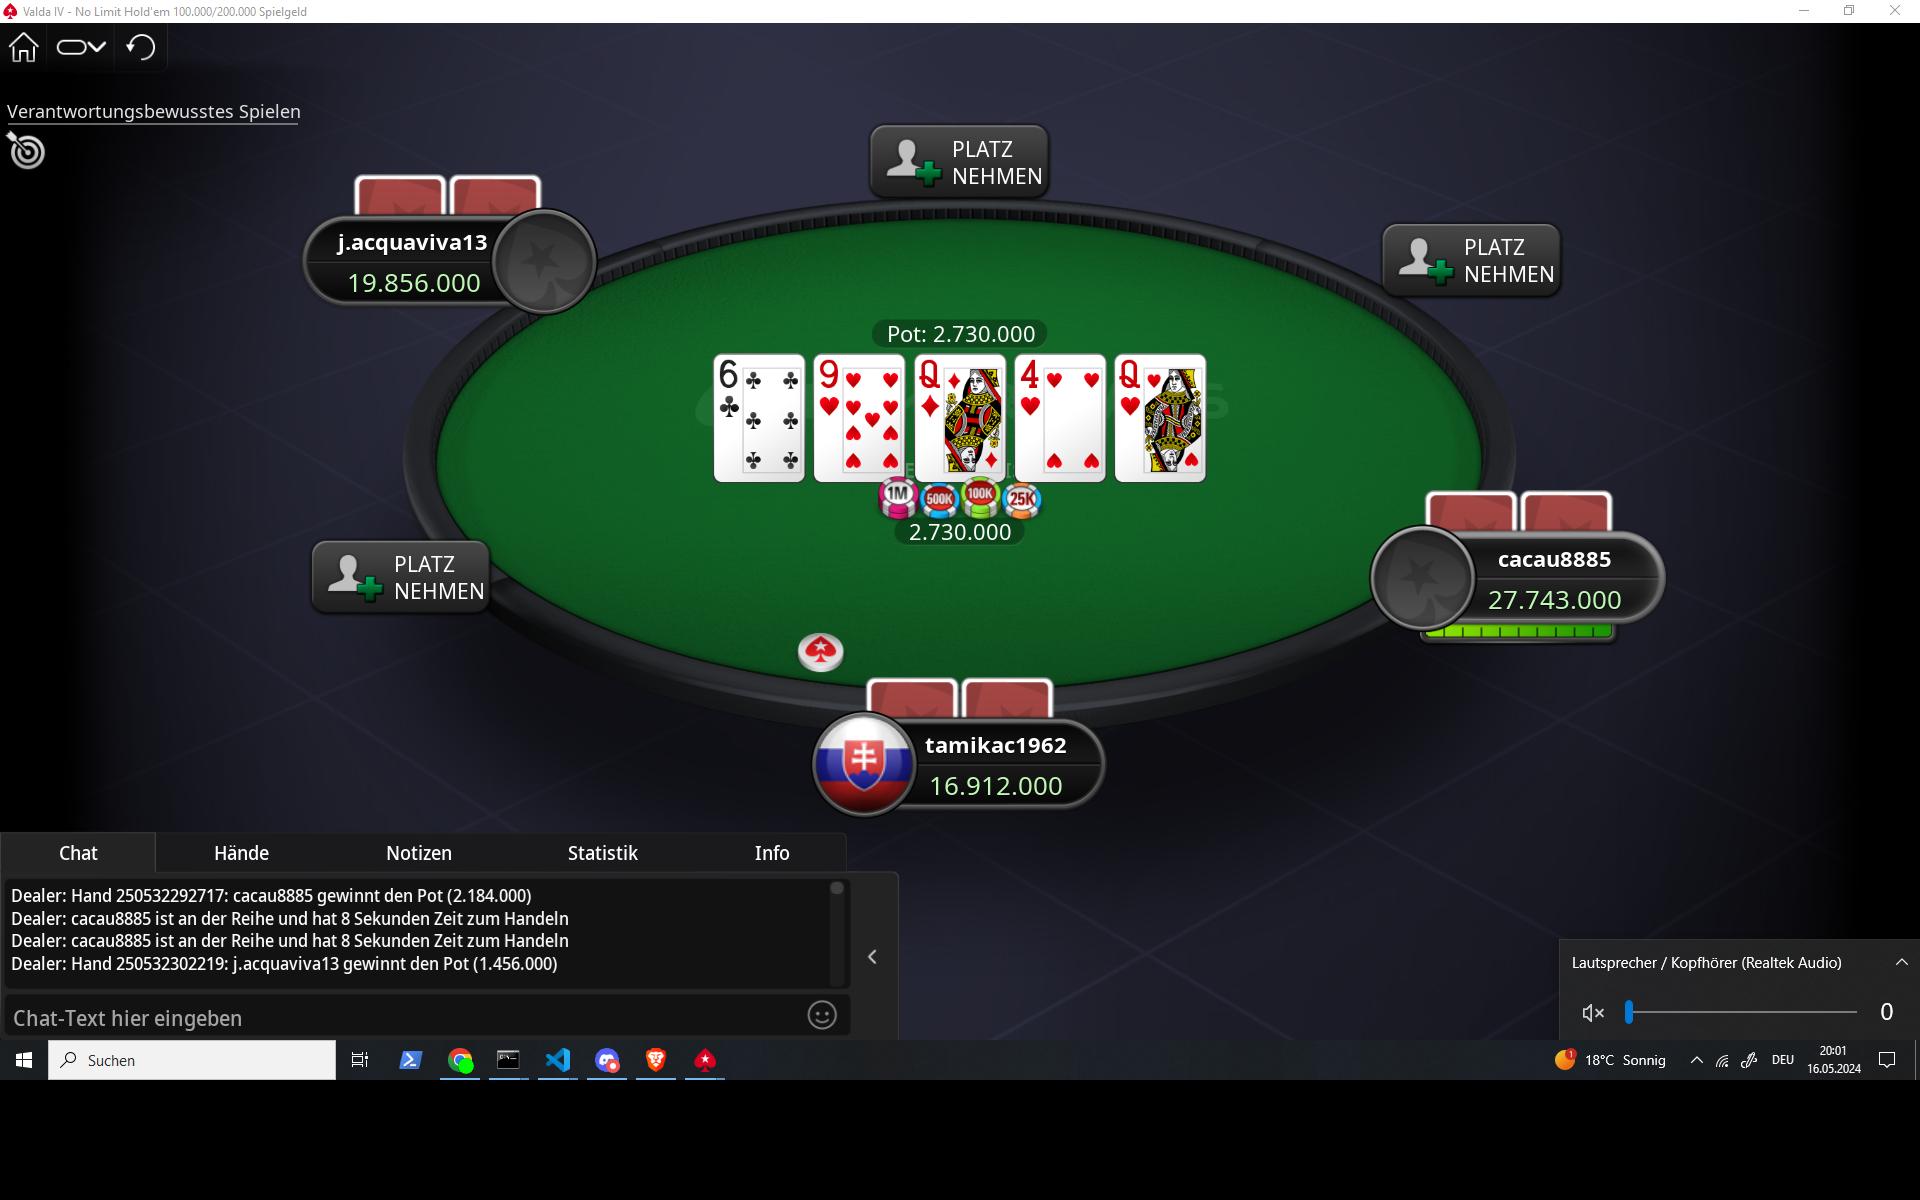 Valda IV - No Limit Hold'em 100.000/200.000 Spielgeld
Verantwortungsbewusstes Spielen
PLATZ
NEHMEN
j.acquaviva13
19.856.000
PLATZ
NEHMEN
Pot: 2.730.000
6
9
Q
4
Q
1M
500K
100K
25K
2.730.000
cacau8885
27.743.000
PLATZ
NEHMEN
tamikac1962
16.912.000
Chat
Hände
Notizen
Statistik
Info
Dealer: Hand 250532292717: cacau8885 gewinnt den Pot (2.184.000)
Dealer: cacau8885 ist an der Reihe und hat 8 Sekunden Zeit zum Handeln
Dealer: cacau8885 ist an der Reihe und hat 8 Sekunden Zeit zum Handeln
Dealer: Hand 250532302219: j.acquaviva13 gewinnt den Pot (1.456.000)
Chat-Text hier eingeben
Lautsprecher / Kopfhörer (Realtek Audio)
0
Suchen
1
18°C Sonnig
DEU
20:01
16.05.2024